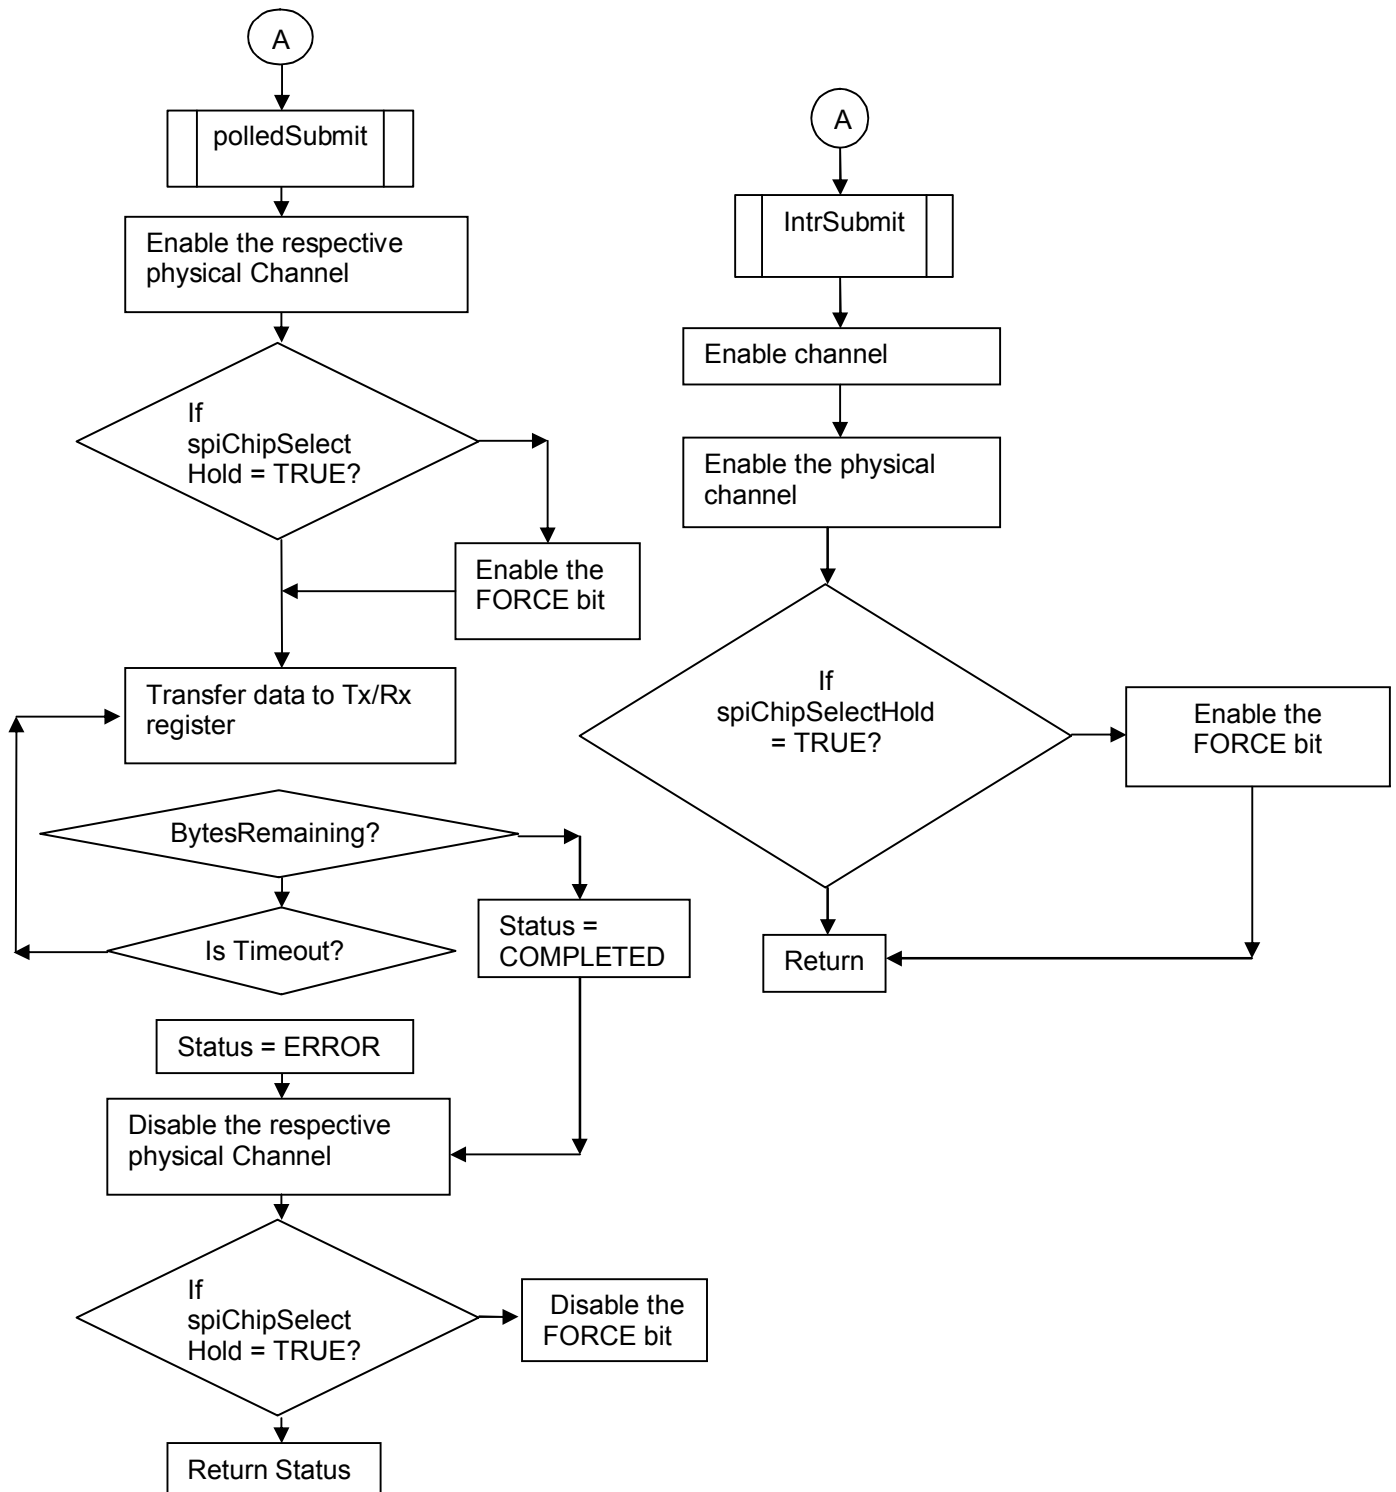 A
polledSubmit
Enable the respective
physical Channel
If
spiChipSelect
Hold = TRUE?
Enable the
FORCE bit
Transfer data to Tx/Rx
register
BytesRemaining?
Is Timeout?
Status =
COMPLETED
Status = ERROR
Disable the respective
physical Channel
If
spiChipSelect
Hold = TRUE?
Disable the
FORCE bit
Return Status
A
IntrSubmit
Enable channel
Enable the physical
channel
If
spiChipSelectHold
= TRUE?
Enable the
FORCE bit
Return